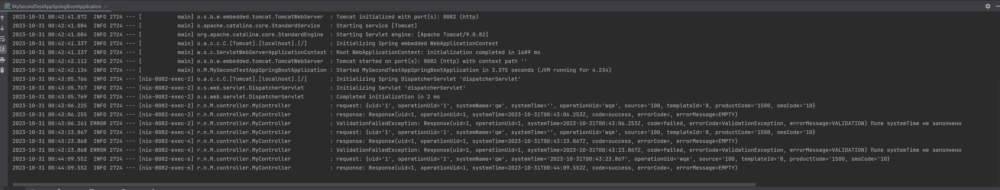 MySecondTestAppSpringBootApplication
2023-10-31 00:42:41.072  INFO 2724 --- [           main] o.s.b.w.embedded.tomcat.TomcatWebServer  : Tomcat initialized with port(s): 8082 (http)
2023-10-31 00:42:41.084  INFO 2724 --- [           main] o.apache.catalina.core.StandardService   : Starting service [Tomcat]
2023-10-31 00:42:41.084  INFO 2724 --- [           main] org.apache.catalina.core.StandardEngine  : Starting Servlet engine: [Apache Tomcat/9.0.82]
2023-10-31 00:42:41.337  INFO 2724 --- [           main] o.a.c.c.C.[Tomcat].[localhost].[/]       : Initializing Spring embedded WebApplicationContext
2023-10-31 00:42:41.337  INFO 2724 --- [           main] w.s.c.ServletWebServerApplicationContext : Root WebApplicationContext: initialization completed in 1689 ms
2023-10-31 00:42:42.112  INFO 2724 --- [           main] o.s.b.w.embedded.tomcat.TomcatWebServer  : Tomcat started on port(s): 8082 (http) with context path ''
2023-10-31 00:42:42.134  INFO 2724 --- [           main] n.M.MySecondTestAppSpringBootApplication : Started MySecondTestAppSpringBootApplication in 3.375 seconds (JVM running for 4.234)
2023-10-31 00:43:05.766  INFO 2724 --- [nio-8082-exec-2] o.a.c.c.C.[Tomcat].[localhost].[/]       : Initializing Spring DispatcherServlet 'dispatcherServlet'
2023-10-31 00:43:05.767  INFO 2724 --- [nio-8082-exec-2] o.s.web.servlet.DispatcherServlet        : Initializing Servlet 'dispatcherServlet'
2023-10-31 00:43:05.769  INFO 2724 --- [nio-8082-exec-2] o.s.web.servlet.DispatcherServlet        : Completed initialization in 2 ms
2023-10-31 00:43:06.225  INFO 2724 --- [nio-8082-exec-2] r.n.M.controller.MyController            : request: {uid='1', operationUid='1', systemName='qw', systemTime='', operationUid='wqe', source='100, templateId='8, productCode='1500, smsCode='10}
2023-10-31 00:43:06.255  INFO 2724 --- [nio-8082-exec-2] r.n.M.controller.MyController            : response: Response(uid=1, operationUid=1, systemTime=2023-10-31T00:43:06.253Z, code=success, errorCode=, errorMessage=EMPTY)
2023-10-31 00:43:06.261 ERROR 2724 --- [nio-8082-exec-2] r.n.M.controller.MyController            : ValidationFailedException: Response(uid=1, operationUid=1, systemTime=2023-10-31T00:43:06.253Z, code=failed, errorCode=ValidationException, errorMessage=VALIDATION) Поле systemTime не заполнено
2023-10-31 00:43:23.867  INFO 2724 --- [nio-8082-exec-4] r.n.M.controller.MyController            : request: {uid='1', operationUid='1', systemName='qw', systemTime='', operationUid='wqe', source='100, templateId='8, productCode='1500, smsCode='10}
2023-10-31 00:43:23.868  INFO 2724 --- [nio-8082-exec-4] r.n.M.controller.MyController            : response: Response(uid=1, operationUid=1, systemTime=2023-10-31T00:43:23.867Z, code=success, errorCode=, errorMessage=EMPTY)
2023-10-31 00:43:23.868 ERROR 2724 --- [nio-8082-exec-4] r.n.M.controller.MyController            : ValidationFailedException: Response(uid=1, operationUid=1, systemTime=2023-10-31T00:43:23.867Z, code=failed, errorCode=ValidationException, errorMessage=VALIDATION) Поле systemTime не заполнено
2023-10-31 00:44:09.552  INFO 2724 --- [nio-8082-exec-6] r.n.M.controller.MyController            : request: {uid='1', operationUid='1', systemName='qw', systemTime='2023-10-31T00:43:23.867', operationUid='wqe', source='100, templateId='8, productCode='1500, smsCode='10}
2023-10-31 00:44:09.552  INFO 2724 --- [nio-8082-exec-6] r.n.M.controller.MyController            : response: Response(uid=1, operationUid=1, systemTime=2023-10-31T00:44:09.552Z, code=success, errorCode=, errorMessage=EMPTY)